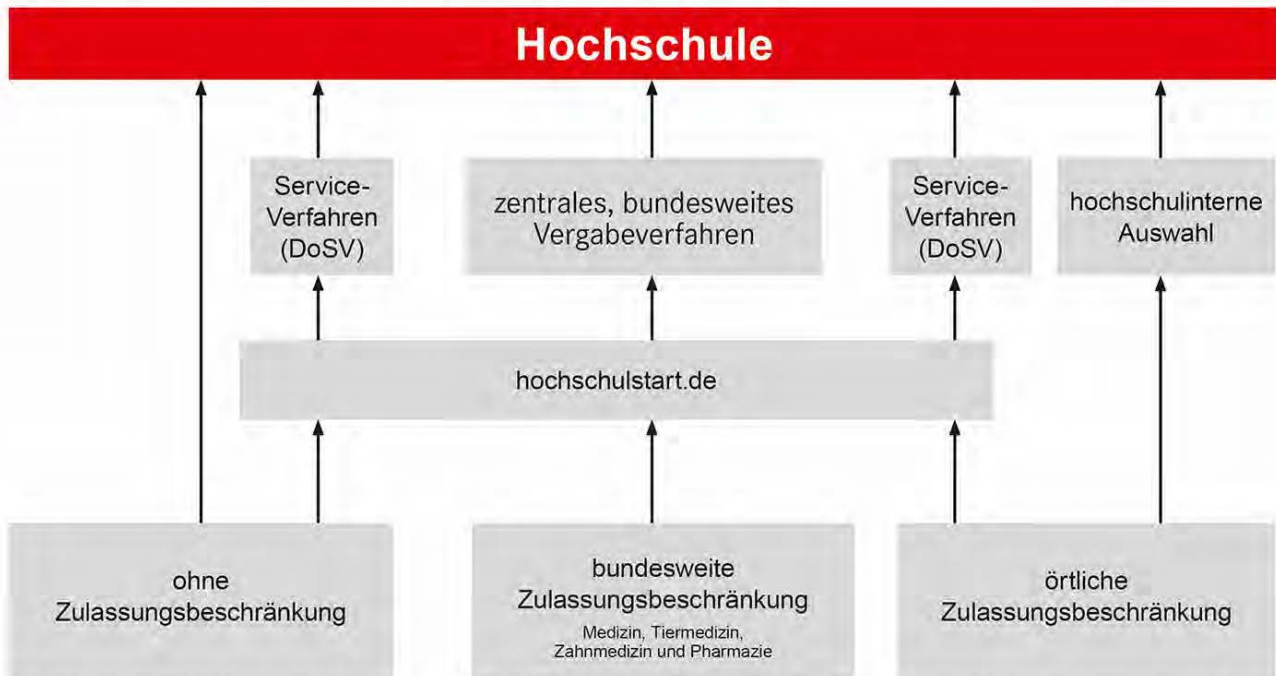 Hochschule
Service-
Verfahren
(DoSV)
zentrales, bundesweites
Vergabeverfahren
Service-
Verfahren
(DoSV)
hochschulinterne
Auswahl
hochschulstart.de
ohne
Zulassungsbeschränkung
bundesweite
Zulassungsbeschränkung
Medizin, Tiermedizin,
Zahnmedizin und Pharmazie
örtliche
Zulassungsbeschränkung